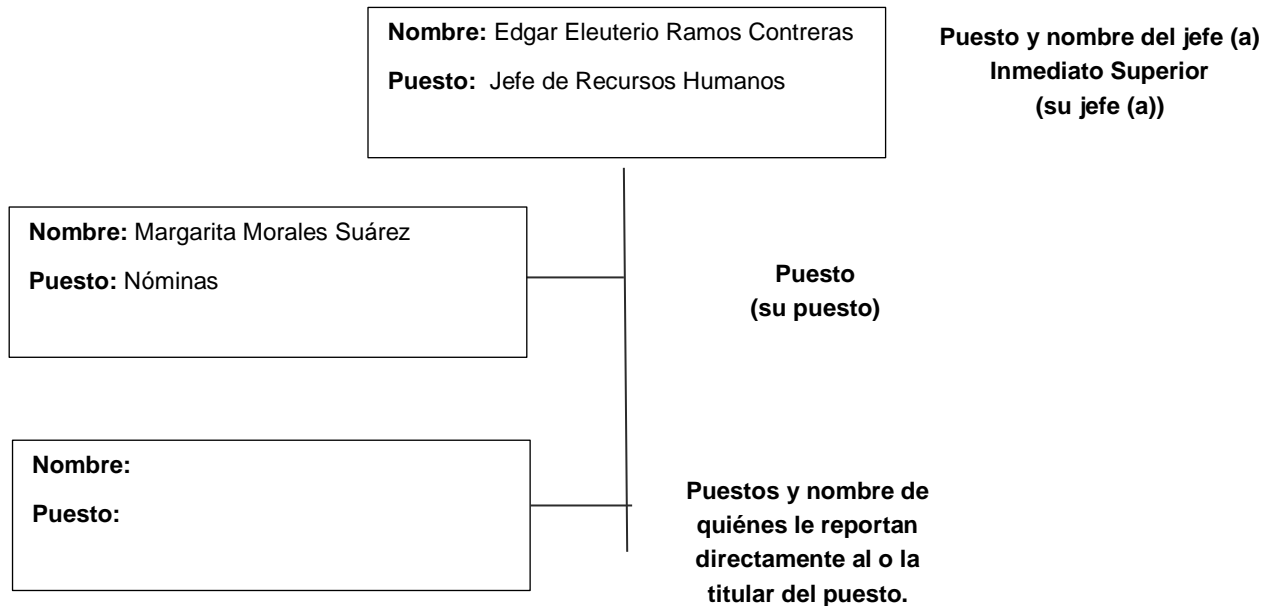 Nombre: Edgar Eleuterio Ramos Contreras
Puesto: Jefe de Recursos Humanos
Puesto y nombre del jefe (a)
Inmediato Superior
(su jefe (a))
Nombre: Margarita Morales Suárez
Puesto: Nóminas
Puesto
(su puesto)
Nombre:
Puesto:
Puestos y nombre de
quiénes le reportan
directamente al o la
titular del puesto.